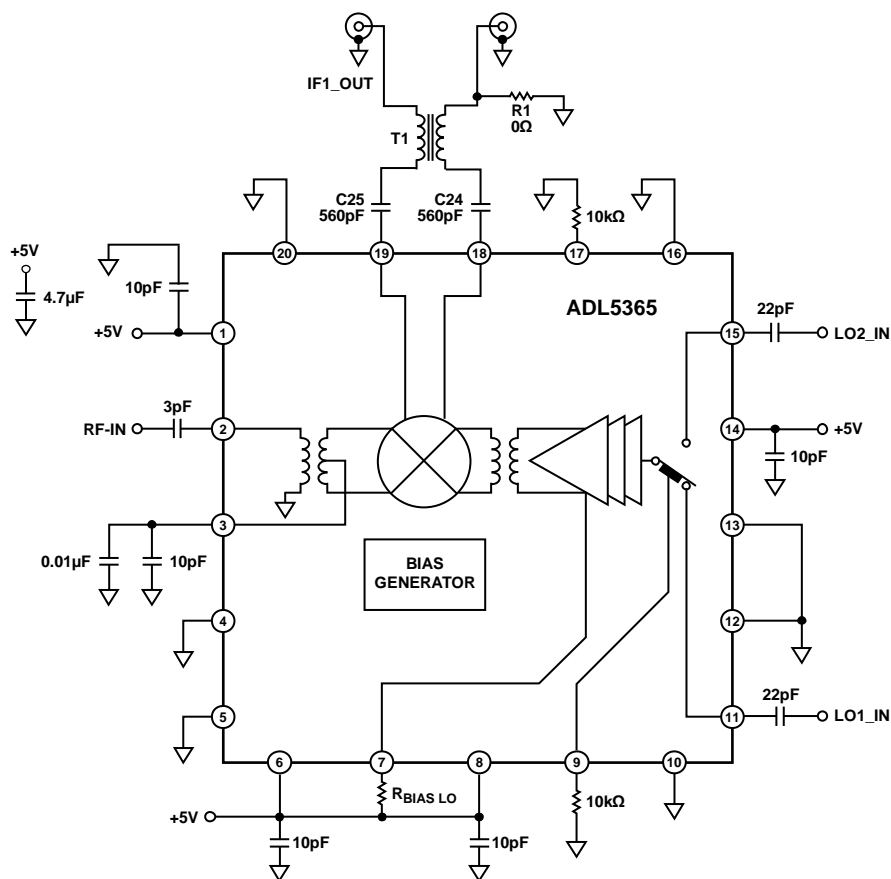 IF1_OUT
R1
0Ω
T1
C25
560pF
C24
560pF
10kΩ
20
19
18
17
16
+5V
4.7µF
10pF
+5V
1
ADL5365
15
22pF
LO2_IN
3pF
RF-IN
2
14
+5V
10pF
3
13
0.01µF
10pF
BIAS
GENERATOR
4
12
22pF
5
11
LO1_IN
6
7
8
9
10
RBIAS LO
10kΩ
+5V
10pF
10pF